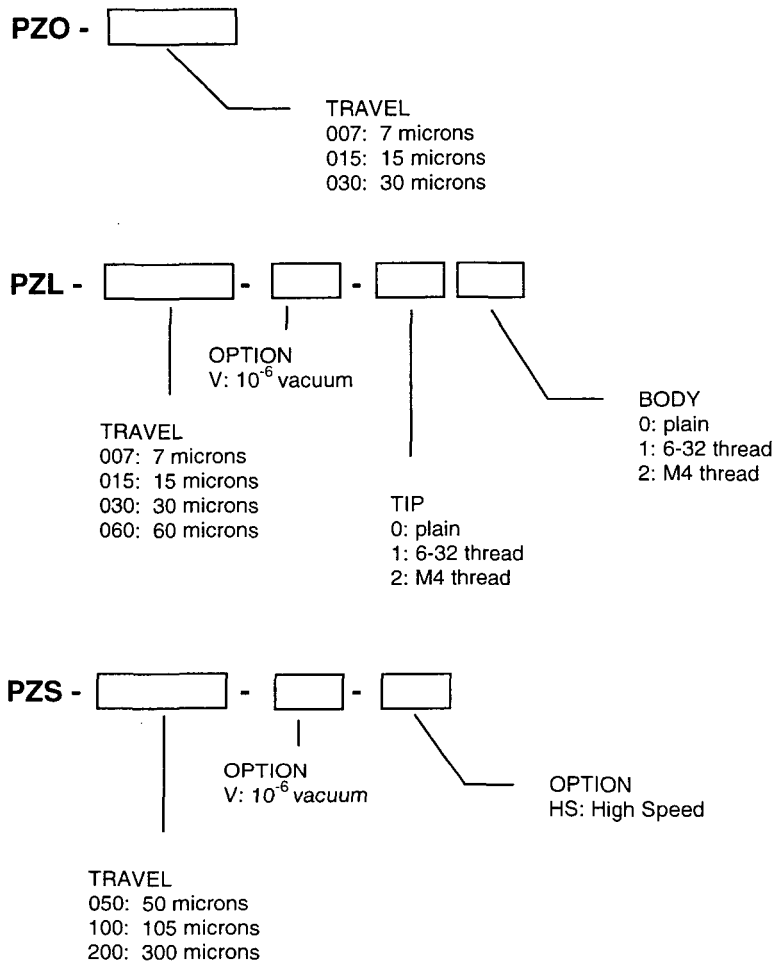 PZO -
TRAVEL
007: 7 microns
015: 15 microns
030: 30 microns
PZL - - -
OPTION
V: 10⁻⁶ vacuum
TRAVEL
007: 7 microns
015: 15 microns
030: 30 microns
060: 60 microns
TIP
0: plain
1: 6-32 thread
2: M4 thread
BODY
0: plain
1: 6-32 thread
2: M4 thread
PZS - - -
OPTION
V: 10⁻⁶ vacuum
OPTION
HS: High Speed
TRAVEL
050: 50 microns
100: 105 microns
200: 300 microns